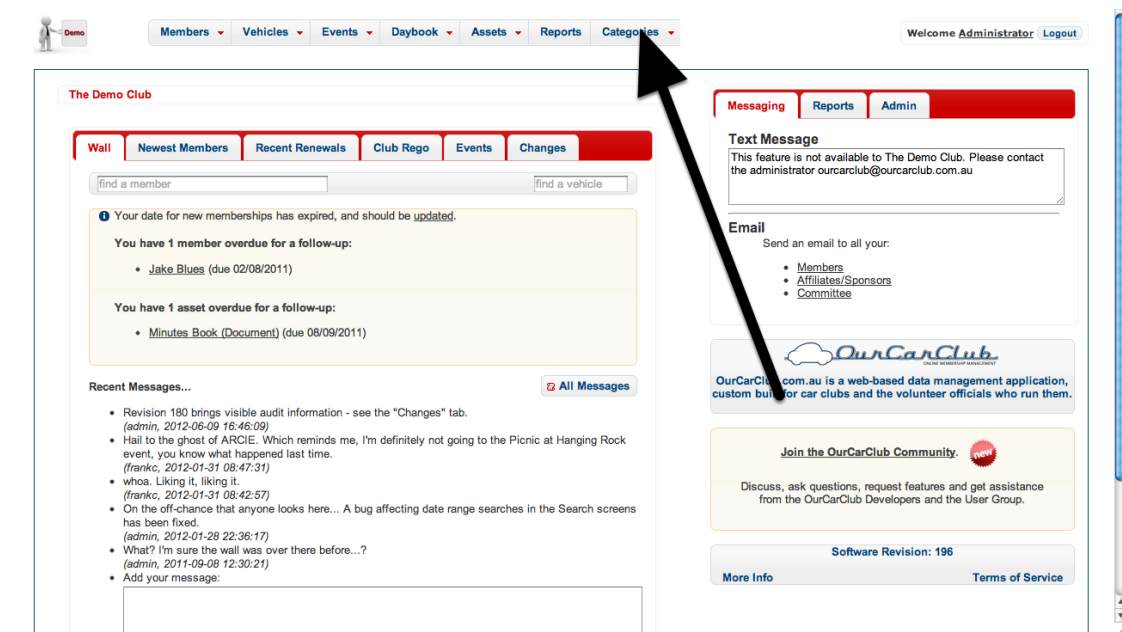 Demo
Members Vehicles Events Daybook Assets Reports Categories
Welcome Administrator Logout
The Demo Club
Wall Newest Members Recent Renewals Club Rego Events Changes
find a member find a vehicle
Your date for new memberships has expired, and should be updated.
You have 1 member overdue for a follow-up:
• Jake Blues (due 02/08/2011)
You have 1 asset overdue for a follow-up:
• Minutes Book (Document) (due 08/09/2011)
Recent Messages... All Messages
• Revision 180 brings visible audit information - see the "Changes" tab.
(admin, 2012-06-09 16:46:09)
• Hail to the ghost of ARCIE. Which reminds me, I'm definitely not going to the Picnic at Hanging Rock
event, you know what happened last time.
(frankc, 2012-01-31 08:47:31)
• whoa. Liking it, liking it.
(frankc, 2012-01-31 08:42:57)
• On the off-chance that anyone looks here... A bug affecting date range searches in the Search screens
has been fixed.
(admin, 2012-01-28 22:36:17)
• What? I'm sure the wall was over there before...?
(admin, 2011-09-08 12:30:21)
• Add your message:
Messaging Reports Admin
Text Message
This feature is not available to The Demo Club. Please contact
the administrator ourcarclub@ourcarclub.com.au
Email
Send an email to all your:
• Members
• Affiliates/Sponsors
• Committee
OurCarClub
ONLINE MEMBERSHIP MANAGEMENT
OurCarClub.com.au is a web-based data management application,
custom built for car clubs and the volunteer officials who run them.
Join the OurCarClub Community. new
Discuss, ask questions, request features and get assistance
from the OurCarClub Developers and the User Group.
Software Revision: 196
More Info Terms of Service